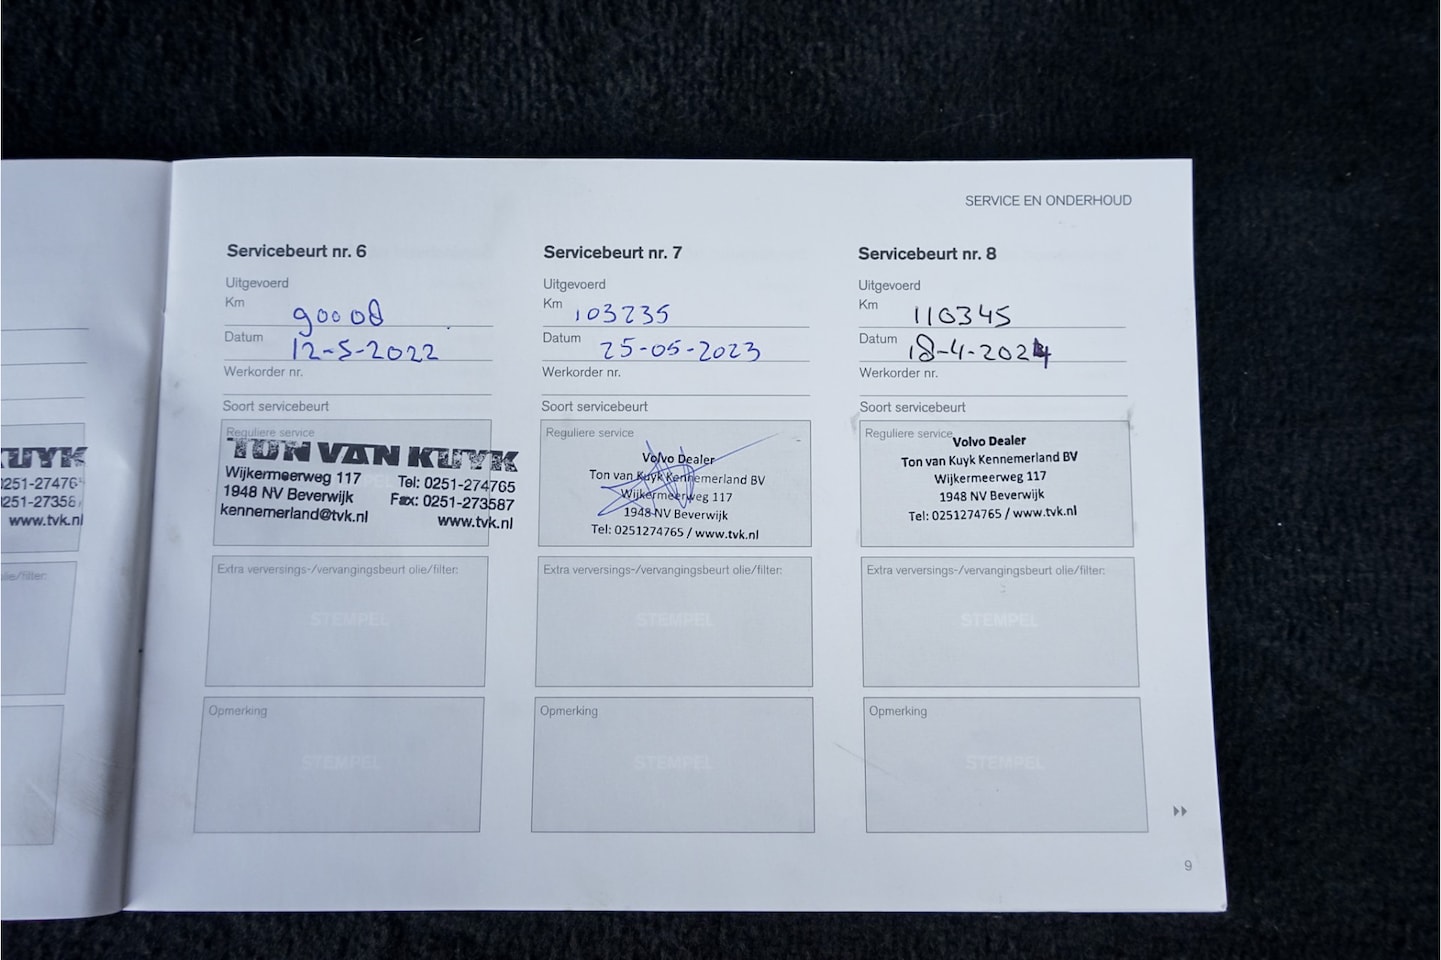 SERVICE EN ONDERHOUD
Servicebeurt nr. 6
Uitgevoerd
Km 90008
Datum 12-5-2022
Werkorder nr.
Soort servicebeurt
Reguliere service
TON VAN KUYK
Wijkermeerweg 117 Tel: 0251-274765
1948 NV Beverwijk Fax: 0251-273587
kennemerland@tvk.nl www.tvk.nl
Extra verversings-/vervangingsbeurt olie/filter:
STEMPEL
Opmerking
STEMPEL
Servicebeurt nr. 7
Uitgevoerd
Km 103235
Datum 25-05-2023
Werkorder nr.
Soort servicebeurt
Reguliere service
Volvo Dealer
Ton van Kuyk Kennemerland BV
Wijkermeerweg 117
1948 NV Beverwijk
Tel: 0251274765 / www.tvk.nl
Extra verversings-/vervangingsbeurt olie/filter:
STEMPEL
Opmerking
STEMPEL
Servicebeurt nr. 8
Uitgevoerd
Km 110345
Datum 18-4-2024
Werkorder nr.
Soort servicebeurt
Reguliere service
Volvo Dealer
Ton van Kuyk Kennemerland BV
Wijkermeerweg 117
1948 NV Beverwijk
Tel: 0251274765 / www.tvk.nl
Extra verversings-/vervangingsbeurt olie/filter:
STEMPEL
Opmerking
STEMPEL
9
KUYK
www.tvk.nl